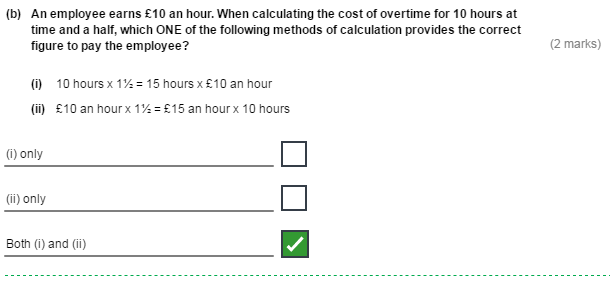 (b) An employee earns £10 an hour. When calculating the cost of overtime for 10 hours at
time and a half, which ONE of the following methods of calculation provides the correct
figure to pay the employee? (2 marks)
(i) 10 hours x 1½ = 15 hours x £10 an hour
(ii) £10 an hour x 1½ = £15 an hour x 10 hours
(i) only
(ii) only
Both (i) and (ii)